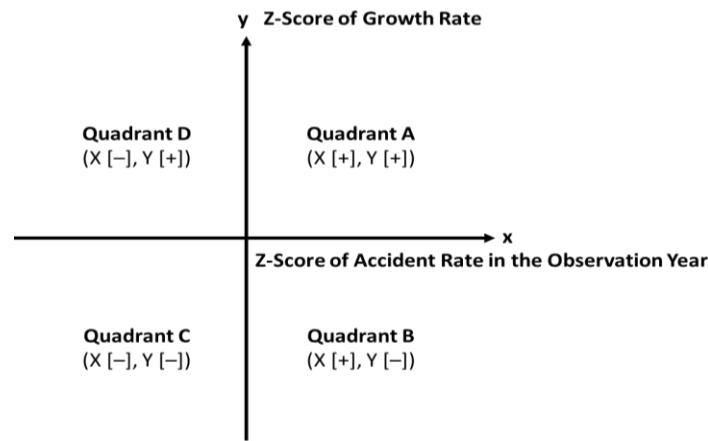 y Z-Score of Growth Rate
Quadrant D
(X [–], Y [+])
Quadrant A
(X [+], Y [+])
x
Z-Score of Accident Rate in the Observation Year
Quadrant C
(X [–], Y [–])
Quadrant B
(X [+], Y [–])